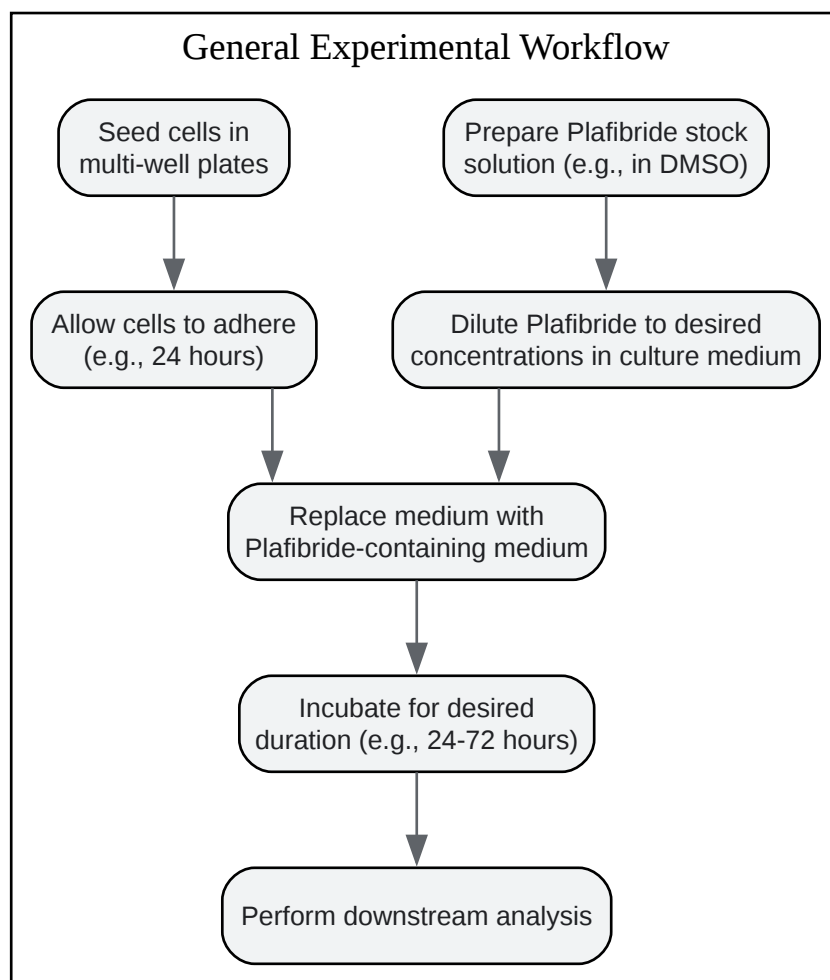 General Experimental Workflow
Seed cells in
multi-well plates
Prepare Plafibride stock
solution (e.g., in DMSO)
Allow cells to adhere
(e.g., 24 hours)
Dilute Plafibride to desired
concentrations in culture medium
Replace medium with
Plafibride-containing medium
Incubate for desired
duration (e.g., 24-72 hours)
Perform downstream analysis